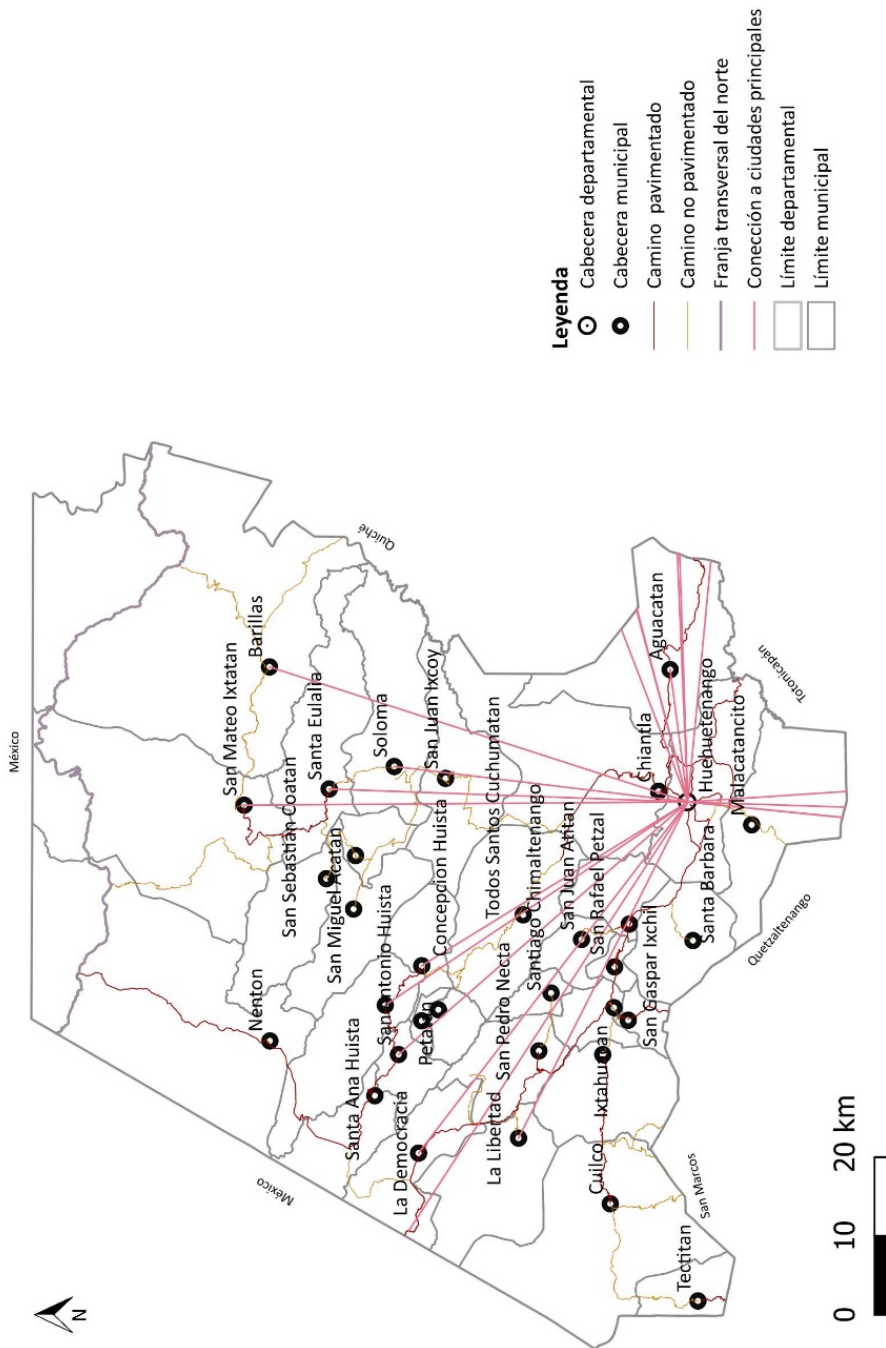 México
San Mateo Ixtatan
Barillas
San Sebastián Coatan
Santa Eulalia
Nenton
Quiché
San Miguel Acatan
Soloma
San Juan Ixcoy
Santa Ana Huista
San Antonio Huista
Concepcion Huista
México
La Democracia
Petatan
Todos Santos Cuchumatan
San Pedro Necta
Santiago Chimaltenango
La Libertad
San Juan Atitan
San Rafael Petzal
Cuilco
Ixtahuacan
Chiantla
Aguacatan
San Gaspar Ixchil
Huehuetenango
Tectitan
San Marcos
Santa Barbara
Malacatancito
Totonicapán
Quetzaltenango
N
0 10 20 km
Leyenda
Cabecera departamental
Cabecera municipal
Camino pavimentado
Camino no pavimentado
Franja transversal del norte
Conección a ciudades principales
Límite departamental
Límite municipal